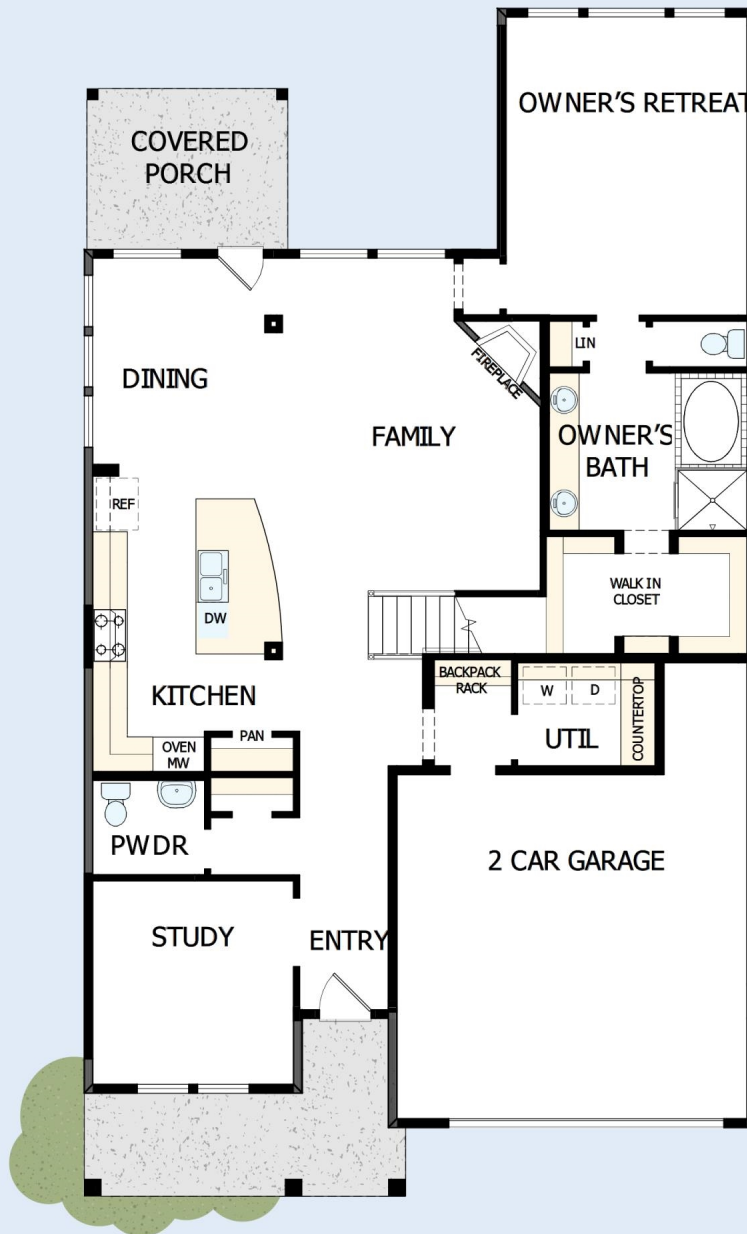 OWNER'S RETREAT
COVERED
PORCH
LIN
FIREPLACE
DINING
FAMILY
OWNER'S
BATH
REF
WALK IN
CLOSET
DW
BACKPACK
RACK
W
D
COUNTERTOP
KITCHEN
PAN
UTIL
OVEN
MW
PWDR
2 CAR GARAGE
STUDY
ENTRY